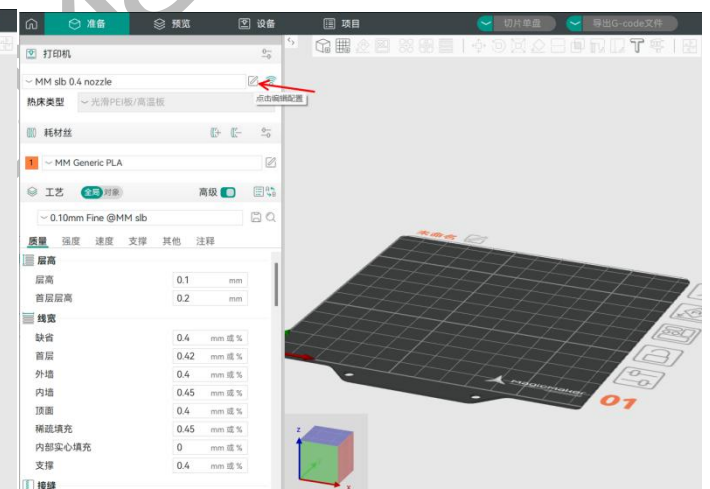 准备 预览 设备 项目 切片单盘 导出G-code文件
打印机
MM slb 0.4 nozzle
点击编辑配置
热床类型 光滑PEI板/高温板
耗材丝
1 MM Generic PLA
工艺 全局 对象 高级
0.10mm Fine @MM slb
质量 强度 速度 支撑 其他 注释
层高
层高 0.1 mm
首层层高 0.2 mm
线宽
缺省 0.4 mm 或 %
首层 0.42 mm 或 %
外墙 0.4 mm 或 %
内墙 0.45 mm 或 %
顶面 0.4 mm 或 %
稀疏填充 0.45 mm 或 %
内部实心填充 0 mm 或 %
支撑 0.4 mm 或 %
接缝
未命名
MAGICMAKER
01
z
x